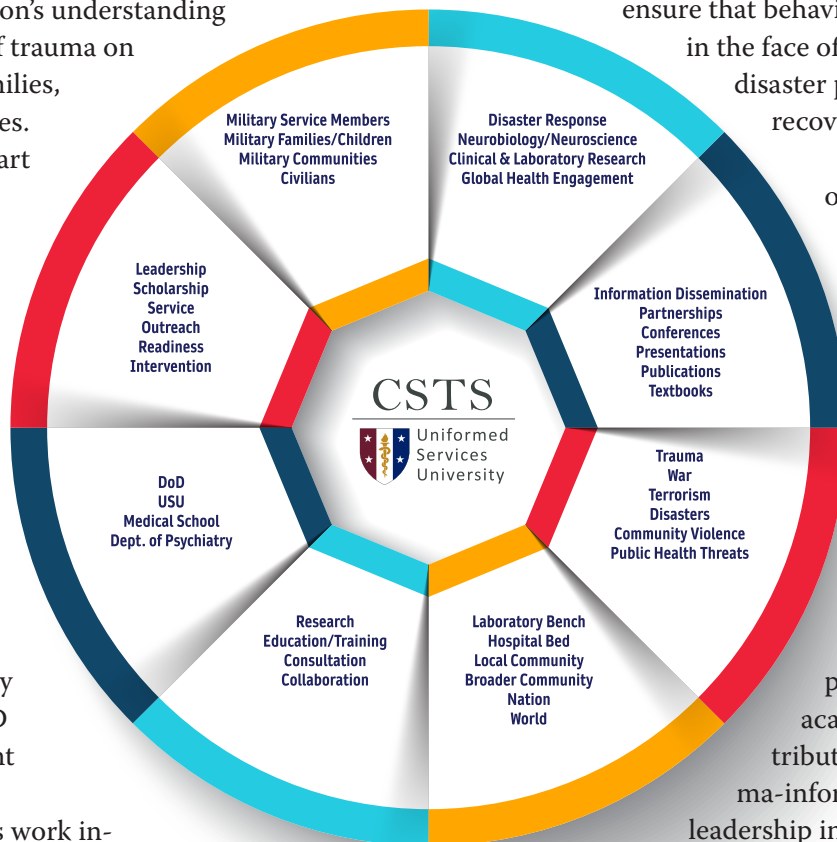 on's understanding
f trauma on
nilies,
es.
art
ensure that behavi
in the face of
disaster p
recov
o
Military Service Members
Military Families/Children
Military Communities
Civilians
Disaster Response
Neurobiology/Neuroscience
Clinical & Laboratory Research
Global Health Engagement
Leadership
Scholarship
Service
Outreach
Readiness
Intervention
Information Dissemination
Partnerships
Conferences
Presentations
Publications
Textbooks
CSTS
Uniformed
Services
University
DoD
USU
Medical School
Dept. of Psychiatry
Trauma
War
Terrorism
Disasters
Community Violence
Public Health Threats
Research
Education/Training
Consultation
Collaboration
Laboratory Bench
Hospital Bed
Local Community
Broader Community
Nation
World
y
nt
s work in-
p
aca
tribut
ma-infor
leadership in